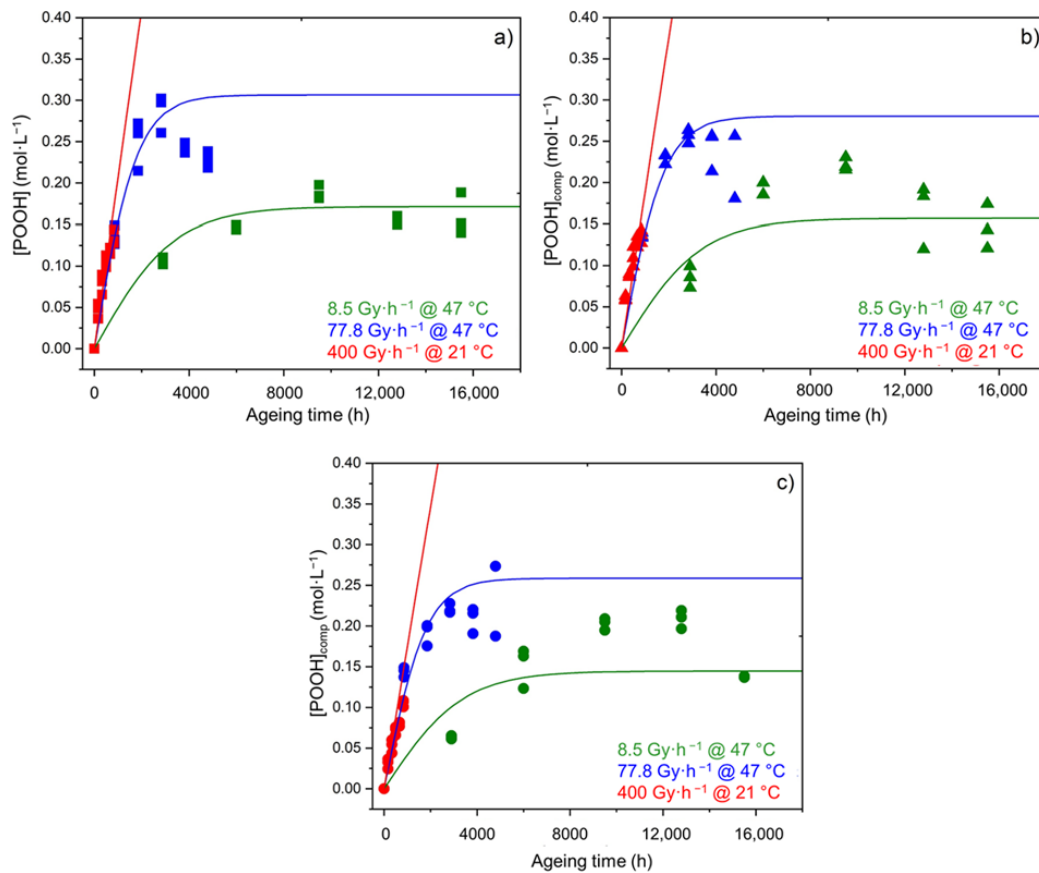 a)
[POOH] (mol·L⁻¹)
0.40
0.35
0.30
0.25
0.20
0.15
0.10
0.05
0.00
8.5 Gy·h⁻¹ @ 47 °C
77.8 Gy·h⁻¹ @ 47 °C
400 Gy·h⁻¹ @ 21 °C
0 4000 8000 12,000 16,000
Ageing time (h)
b)
[POOH]comp (mol·L⁻¹)
0.40
0.35
0.30
0.25
0.20
0.15
0.10
0.05
0.00
8.5 Gy·h⁻¹ @ 47 °C
77.8 Gy·h⁻¹ @ 47 °C
400 Gy·h⁻¹ @ 21 °C
0 4000 8000 12,000 16,000
Ageing time (h)
c)
[POOH]comp (mol·L⁻¹)
0.40
0.35
0.30
0.25
0.20
0.15
0.10
0.05
0.00
8.5 Gy·h⁻¹ @ 47 °C
77.8 Gy·h⁻¹ @ 47 °C
400 Gy·h⁻¹ @ 21 °C
0 4000 8000 12,000 16,000
Ageing time (h)